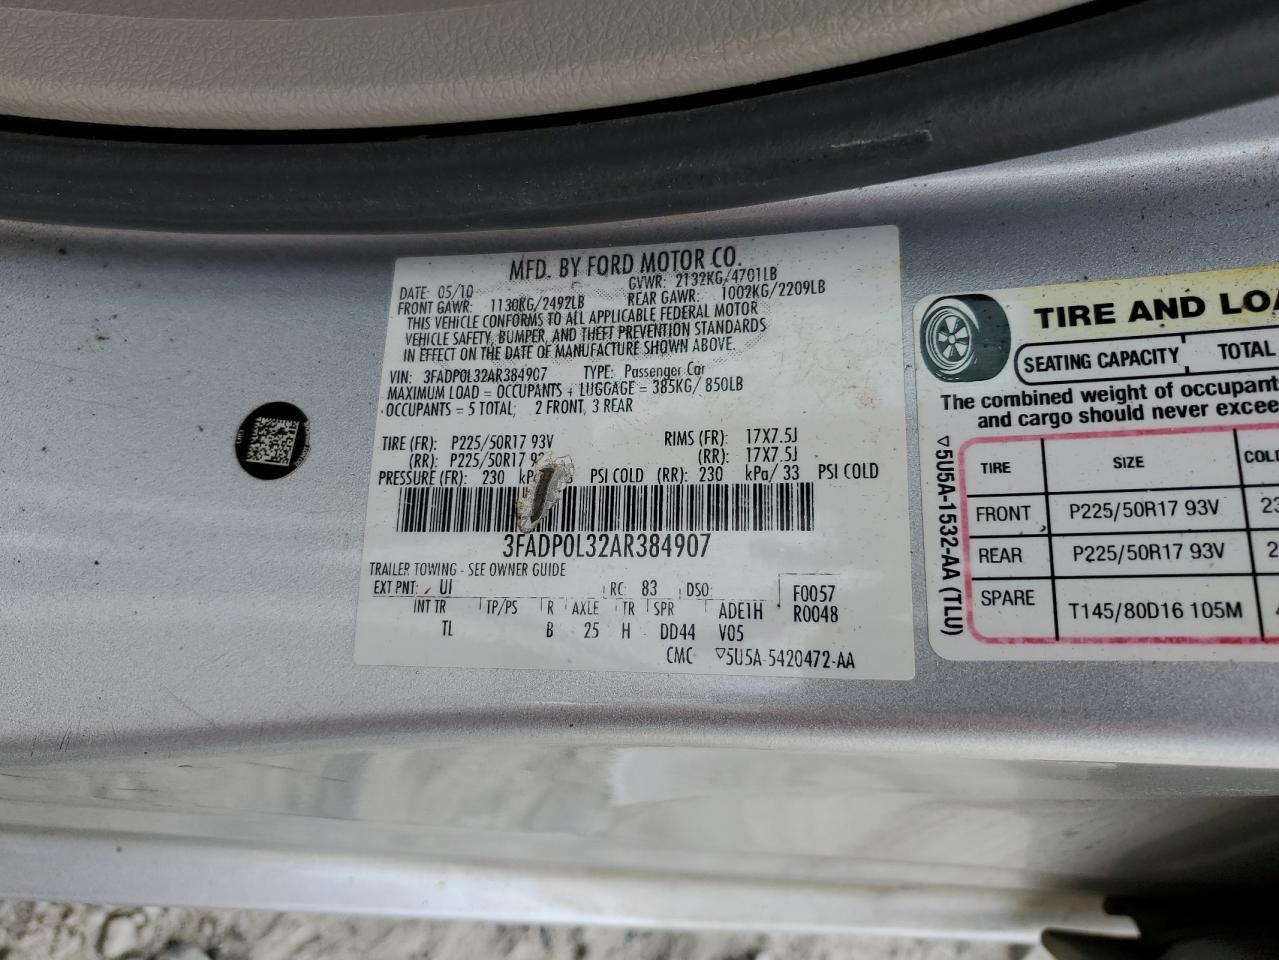 MFD. BY FORD MOTOR CO.
DATE: 05/10 GVWR: 2132KG/4701LB
FRONT GAWR: 1130KG/2492LB REAR GAWR: 1002KG/2209LB
THIS VEHICLE CONFORMS TO ALL APPLICABLE FEDERAL MOTOR
VEHICLE SAFETY, BUMPER, AND THEFT PREVENTION STANDARDS
IN EFFECT ON THE DATE OF MANUFACTURE SHOWN ABOVE.
VIN: 3FADP0L32AR384907 TYPE: Passenger Car
MAXIMUM LOAD = OCCUPANTS + LUGGAGE = 385KG/ 850LB
OCCUPANTS = 5 TOTAL; 2 FRONT, 3 REAR
TIRE (FR): P225/50R17 93V RIMS (FR): 17X7.5J
(RR): P225/50R17 (RR): 17X7.5J
PRESSURE (FR): 230 PSI COLD (RR): 230 kPa/ 33 PSI COLD
3FADP0L32AR384907
TRAILER TOWING - SEE OWNER GUIDE
EXT PNT: UI RC: 83 DSO: F0057
INT TR TP/PS R AXLE TR SPR ADE1H R0048
TL B 25 H DD44 V05
CMC ▽5U5A-5420472-AA
TIRE AND
SEATING CAPACITY TOTAL
The combined weight of
and cargo should never
▽5U5A-1532-AA (TLU)
TIRE SIZE
FRONT P225/50R17 93V
REAR P225/50R17 93V
SPARE T145/80D16 105M